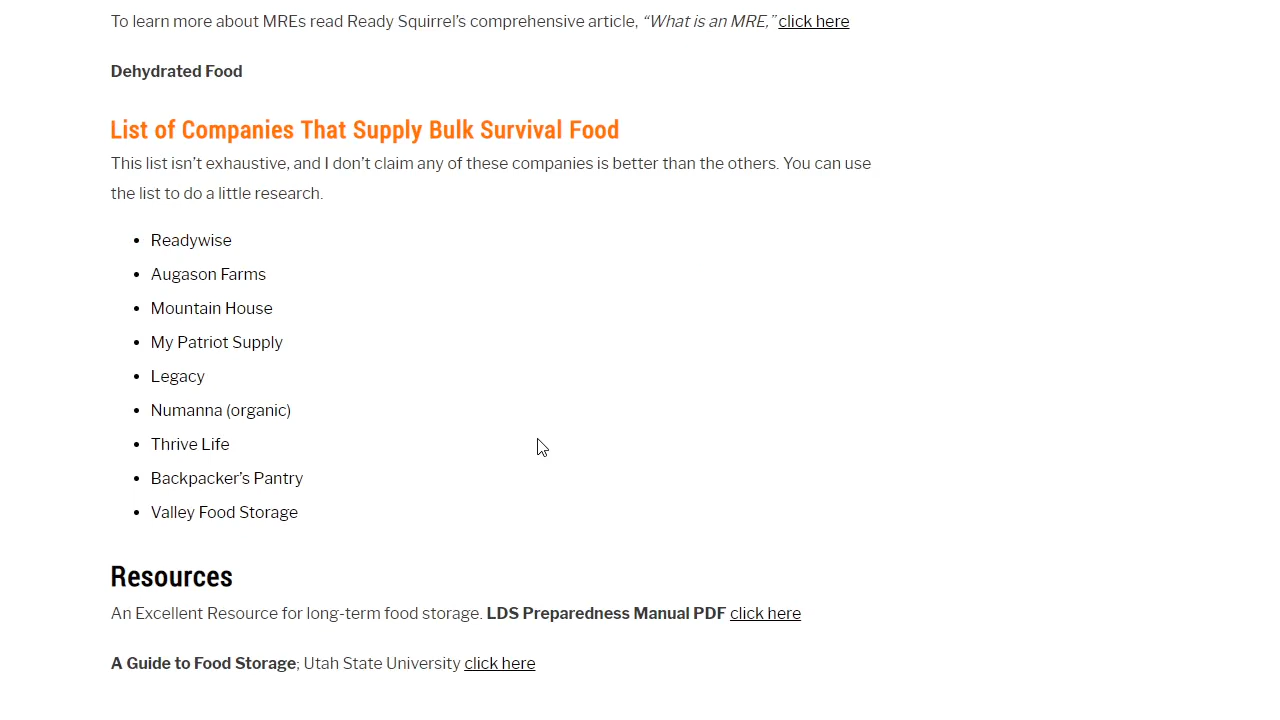 To learn more about MREs read Ready Squirrel’s comprehensive article, “What is an MRE,” click here
Dehydrated Food
List of Companies That Supply Bulk Survival Food
This list isn’t exhaustive, and I don’t claim any of these companies is better than the others. You can use
the list to do a little research.
• Readywise
• Augason Farms
• Mountain House
• My Patriot Supply
• Legacy
• Numanna (organic)
• Thrive Life
• Backpacker’s Pantry
• Valley Food Storage
Resources
An Excellent Resource for long-term food storage. LDS Preparedness Manual PDF click here
A Guide to Food Storage; Utah State University click here